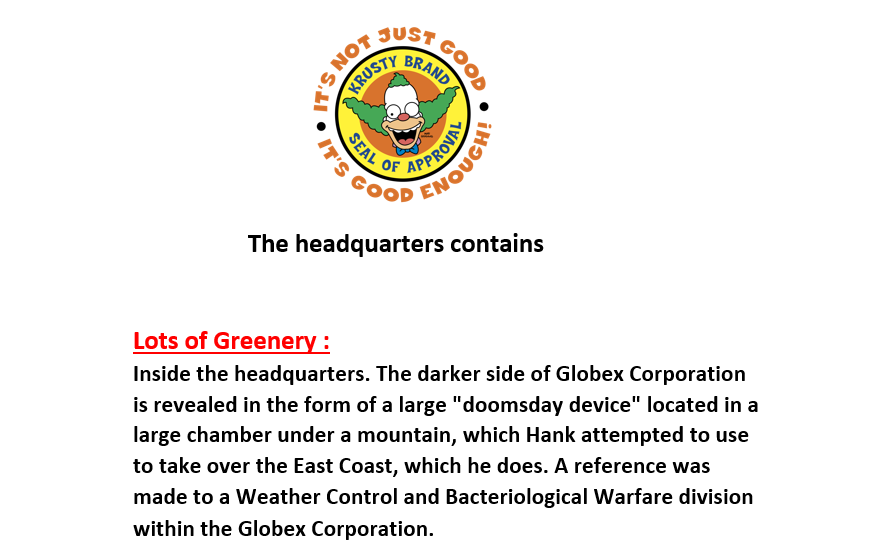 IT'S NOT JUST GOOD
KRUSTY BRAND
SEAL OF APPROVAL
IT'S GOOD ENOUGH!
The headquarters contains
Lots of Greenery :
Inside the headquarters. The darker side of Globex Corporation
is revealed in the form of a large "doomsday device" located in a
large chamber under a mountain, which Hank attempted to use
to take over the East Coast, which he does. A reference was
made to a Weather Control and Bacteriological Warfare division
within the Globex Corporation.